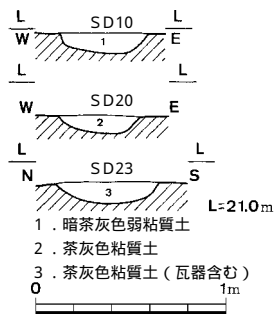 L SD10 L
W 1 E
L L
W SD20 E
2
L L
N SD23 S
3
L=21.0m
1．暗茶灰色弱粘質土
2．茶灰色粘質土
3．茶灰色粘質土（瓦器含む）
0 1m